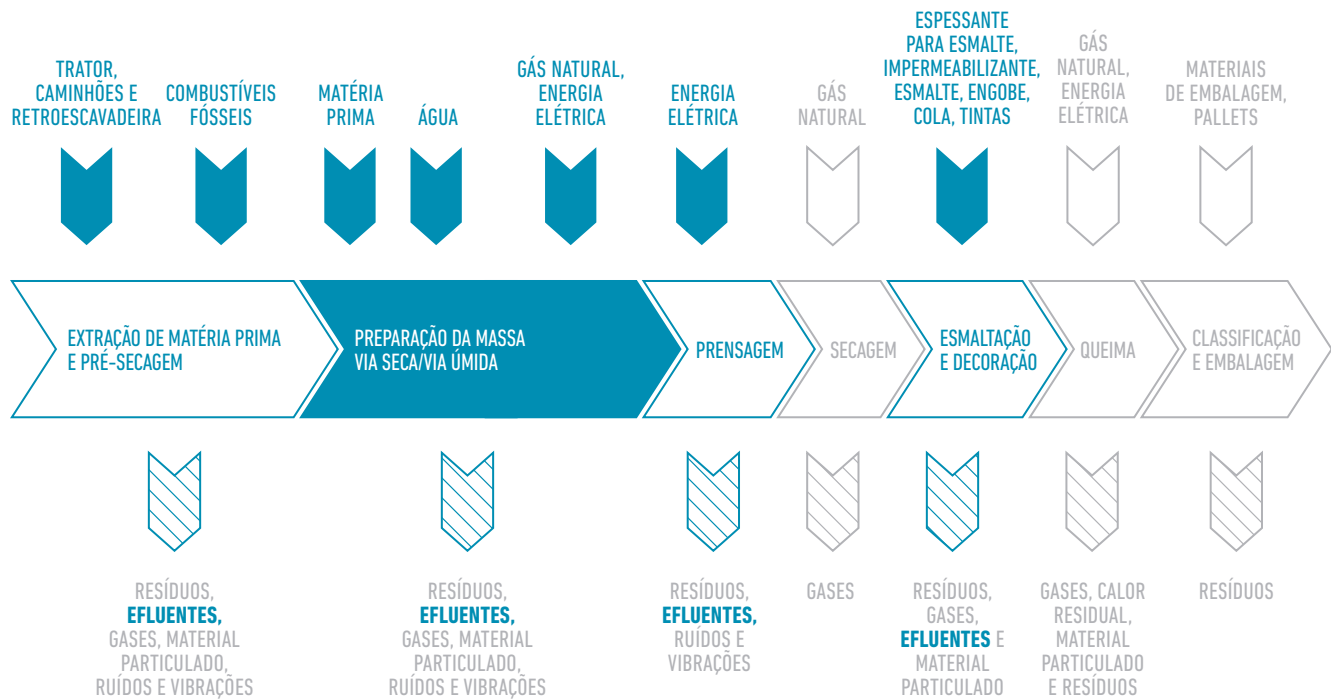 TRATOR,
CAMINHÕES E
RETROESCAVADEIRA
COMBUSTÍVEIS
FÓSSEIS
MATÉRIA
PRIMA
ÁGUA
GÁS NATURAL,
ENERGIA
ELÉTRICA
ENERGIA
ELÉTRICA
GÁS
NATURAL
ESPESSANTE
PARA ESMALTE,
IMPERMEABILIZANTE,
ESMALTE, ENGOBE,
COLA, TINTAS
GÁS
NATURAL,
ENERGIA
ELÉTRICA
MATERIAIS
DE EMBALAGEM,
PALLETS
EXTRAÇÃO DE MATÉRIA PRIMA
E PRÉ-SECAGEM
PREPARAÇÃO DA MASSA
VIA SECA/VIA ÚMIDA
PRENSAGEM
SECAGEM
ESMALTAÇÃO
E DECORAÇÃO
QUEIMA
CLASSIFICAÇÃO
E EMBALAGEM
RESÍDUOS,
EFLUENTES,
GASES, MATERIAL
PARTICULADO,
RUÍDOS E VIBRAÇÕES
RESÍDUOS,
EFLUENTES,
GASES, MATERIAL
PARTICULADO,
RUÍDOS E VIBRAÇÕES
RESÍDUOS,
EFLUENTES,
RUÍDOS E
VIBRAÇÕES
GASES
RESÍDUOS,
GASES,
EFLUENTES E
MATERIAL
PARTICULADO
GASES, CALOR
RESIDUAL,
MATERIAL
PARTICULADO
E RESÍDUOS
RESÍDUOS